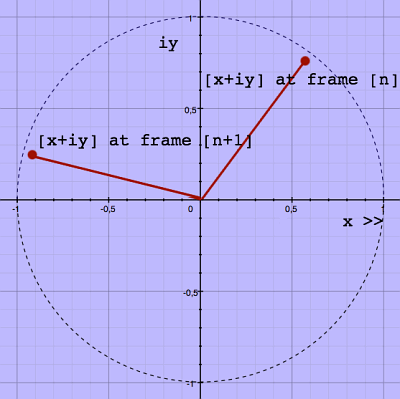 1
iy
[x+iy] at frame [n]
0,5
[x+iy] at frame [n+1]
-1
-0,5
0
0,5
1
x >>
-0,5
-1